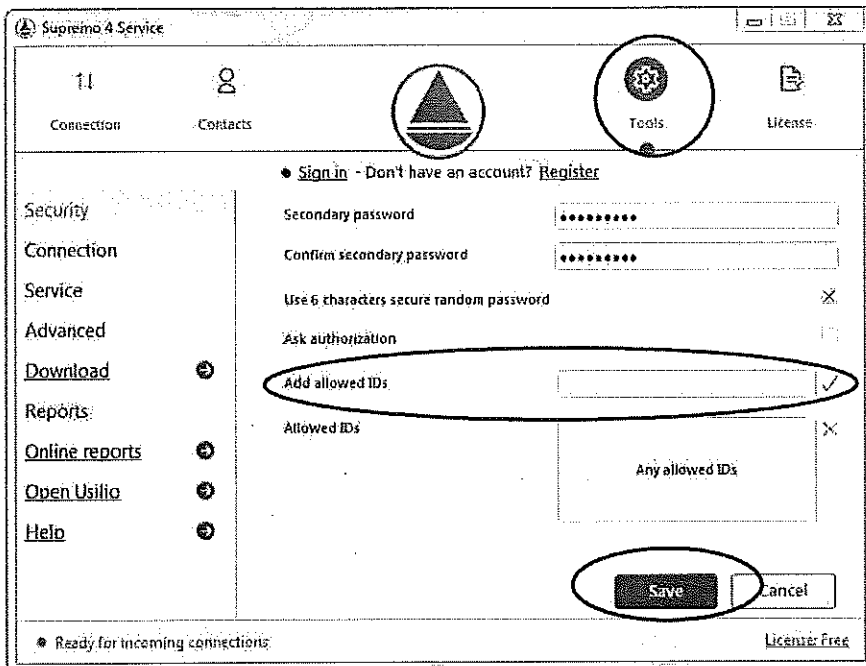 Supremo 4 Service
Connection
Contacts
Tools
License
Sign in - Don't have an account? Register
Security
Connection
Service
Advanced
Download
Reports
Online reports
Open Usilio
Help
Secondary password
Confirm secondary password
Use 6 characters secure random password
Ask authorization
Add allowed IDs
Allowed IDs
Any allowed IDs
Save
Cancel
Ready for incoming connections
License: Free